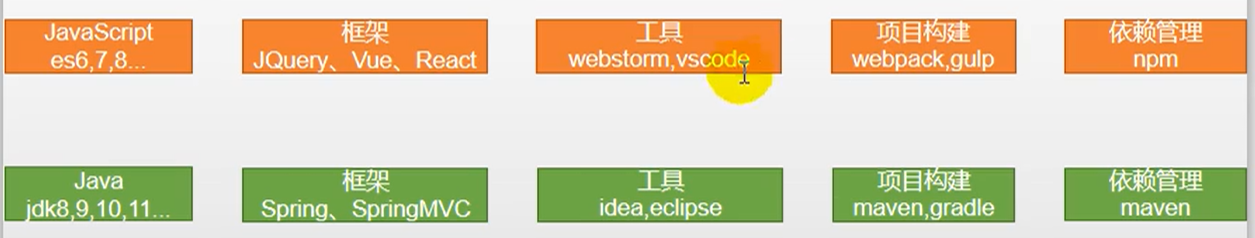 JavaScript
es6,7,8...
框架
JQuery、Vue、React
工具
webstorm,vscode
项目构建
webpack,gulp
依赖管理
npm
Java
jdk8,9,10,11...
框架
Spring、SpringMVC
工具
idea,eclipse
项目构建
maven,gradle
依赖管理
maven